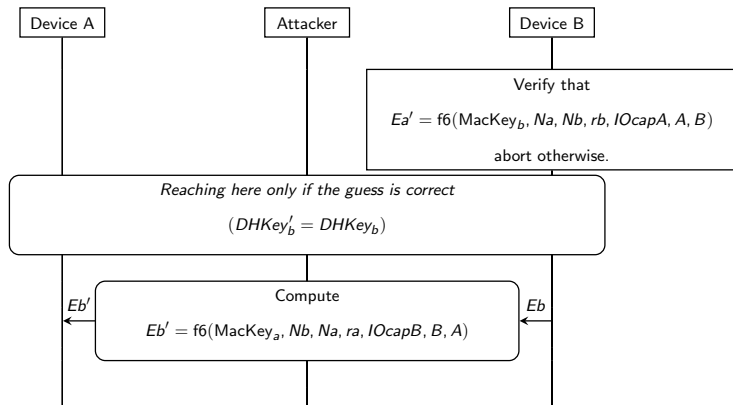 Device A
Attacker
Device B
Verify that
Ea′ = f6(MacKey_b, Na, Nb, rb, IOcapA, A, B)
abort otherwise.
Reaching here only if the guess is correct
(DHKey′_b = DHKey_b)
Eb′
Compute
Eb′ = f6(MacKey_a, Nb, Na, ra, IOcapB, B, A)
Eb